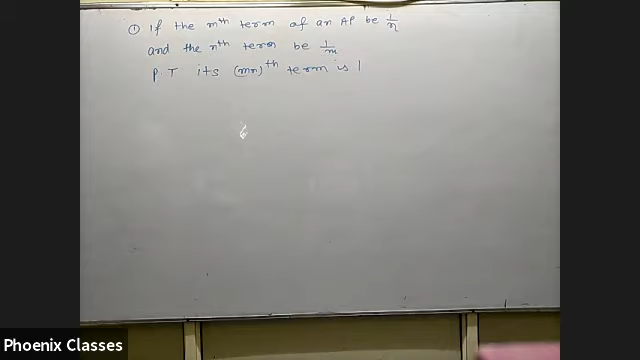 ① If the mᵗʰ term of an AP be 1/n
and the nᵗʰ term be 1/m
P T its (mn)ᵗʰ term is 1
Phoenix Classes